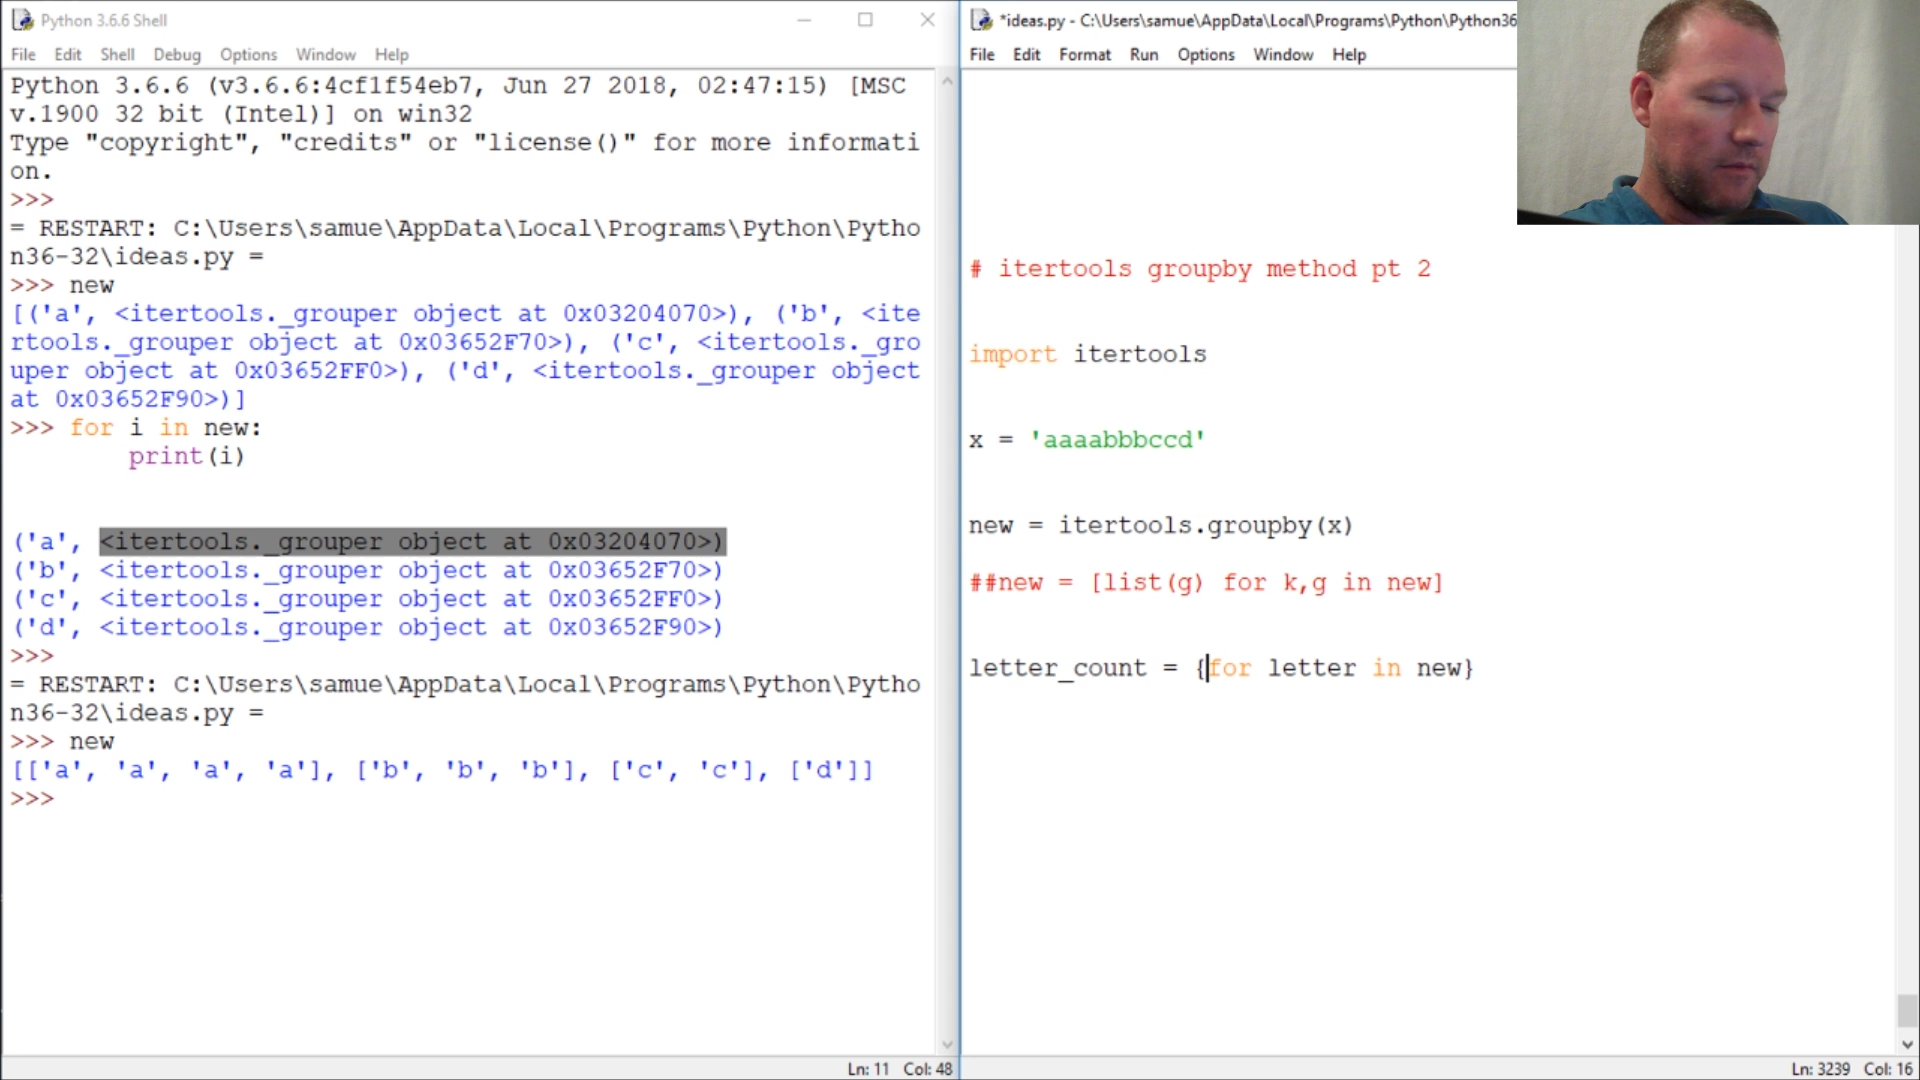 Python 3.6.6 Shell
File Edit Shell Debug Options Window Help
Python 3.6.6 (v3.6.6:4cf1f54eb7, Jun 27 2018, 02:47:15) [MSC
v.1900 32 bit (Intel)] on win32
Type "copyright", "credits" or "license()" for more informati
on.
>>>
= RESTART: C:\Users\samue\AppData\Local\Programs\Python\Pytho
n36-32\ideas.py =
>>> new
[('a', <itertools._grouper object at 0x03204070>), ('b', <ite
rtools._grouper object at 0x03652F70>), ('c', <itertools._gro
uper object at 0x03652FF0>), ('d', <itertools._grouper object
at 0x03652F90>)]
>>> for i in new:
print(i)
('a', <itertools._grouper object at 0x03204070>)
('b', <itertools._grouper object at 0x03652F70>)
('c', <itertools._grouper object at 0x03652FF0>)
('d', <itertools._grouper object at 0x03652F90>)
>>>
= RESTART: C:\Users\samue\AppData\Local\Programs\Python\Pytho
n36-32\ideas.py =
>>> new
[['a', 'a', 'a', 'a'], ['b', 'b', 'b'], ['c', 'c'], ['d']]
>>>
Ln: 11 Col: 48
*ideas.py - C:\Users\samue\AppData\Local\Programs\Python\Python36
File Edit Format Run Options Window Help
# itertools groupby method pt 2
import itertools
x = 'aaaabbbccd'
new = itertools.groupby(x)
##new = [list(g) for k,g in new]
letter_count = {for letter in new}
Ln: 3239 Col: 16